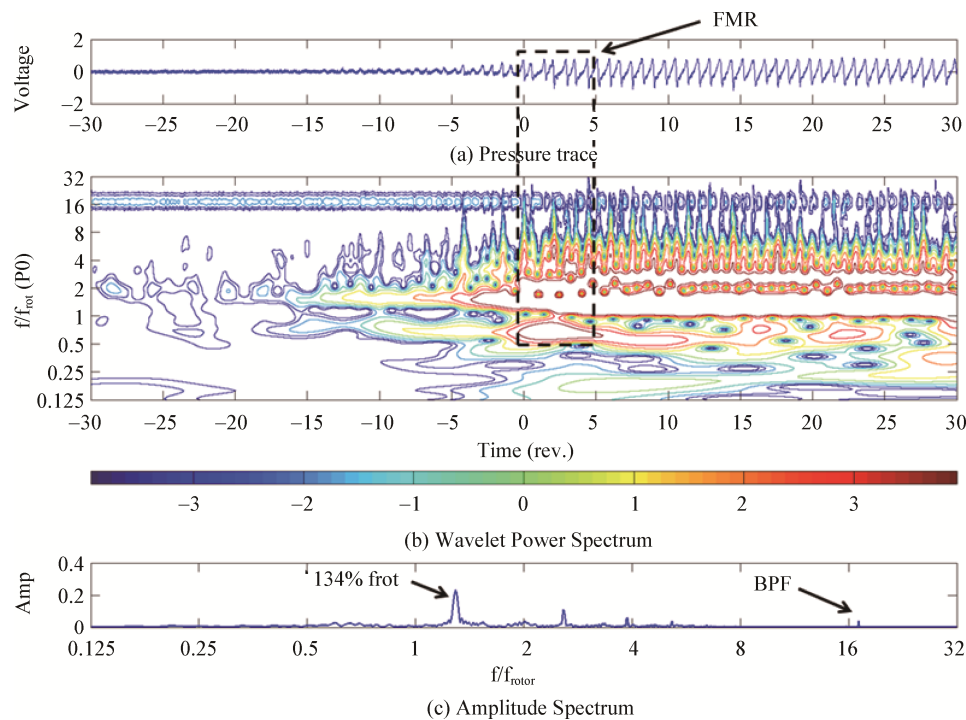 FMR
Voltage
2
0
−2
−30 −25 −20 −15 −10 −5 0 5 10 15 20 25 30
(a) Pressure trace
f/frot (P0)
32
16
8
4
2
1
0.5
0.25
0.125
−30 −25 −20 −15 −10 −5 0 5 10 15 20 25 30
Time (rev.)
−3 −2 −1 0 1 2 3
(b) Wavelet Power Spectrum
Amp
0.4
0.2
0
134% frot
BPF
0.125 0.25 0.5 1 2 4 8 16 32
f/frotor
(c) Amplitude Spectrum